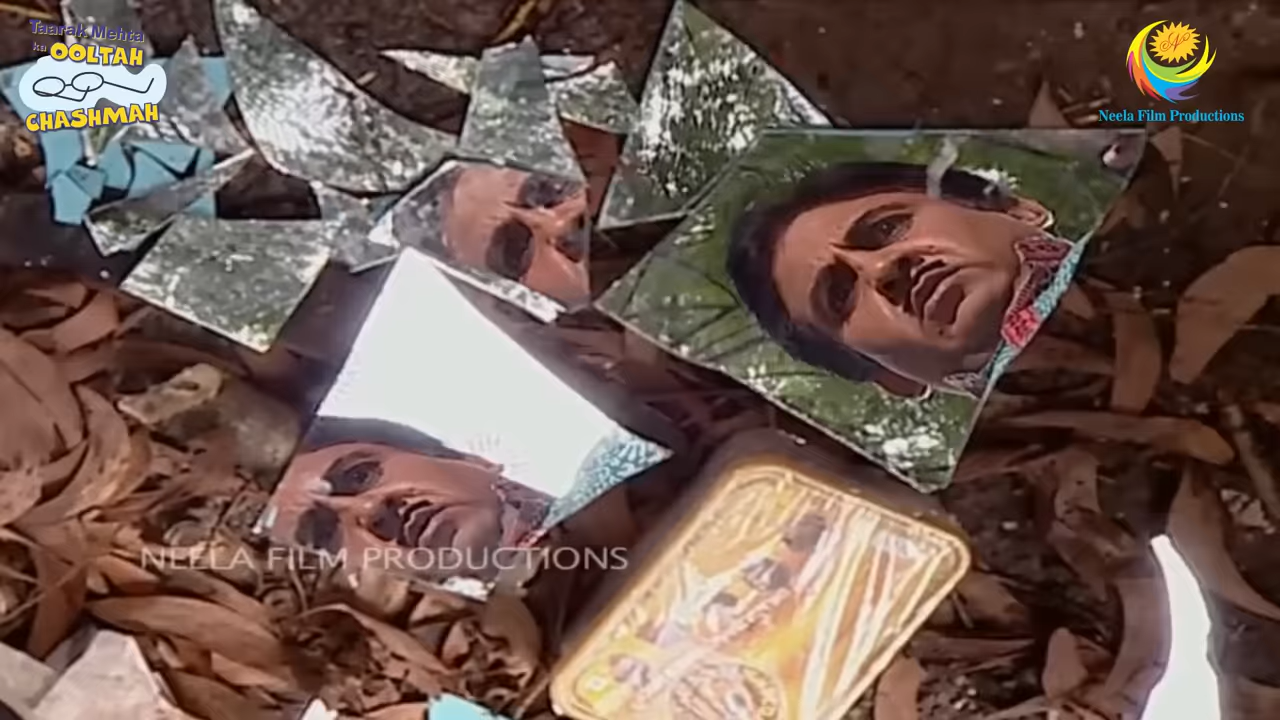 Taarak Mehta
ka OOLTAH
CHASHMAH
Neela Film Productions
NEELA FILM PRODUCTIONS